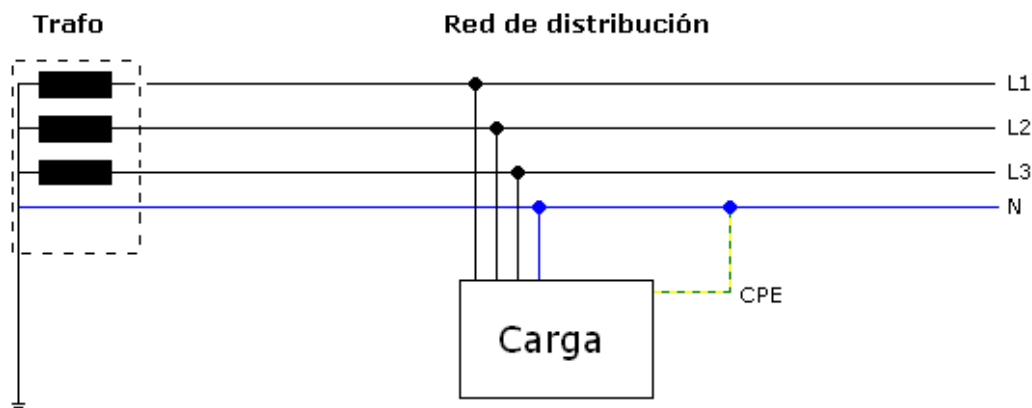 Trafo
Red de distribución
L1
L2
L3
N
CPE
Carga